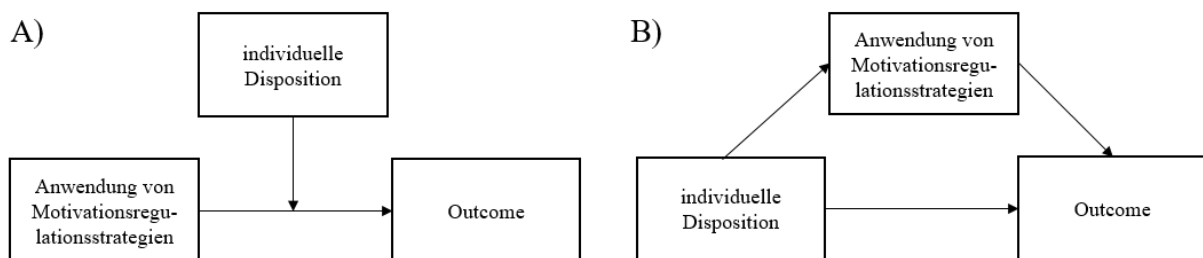 A)
individuelle
Disposition
Anwendung von
Motivationsregu-
lationsstrategien
Outcome
B)
Anwendung von
Motivationsregu-
lationsstrategien
individuelle
Disposition
Outcome